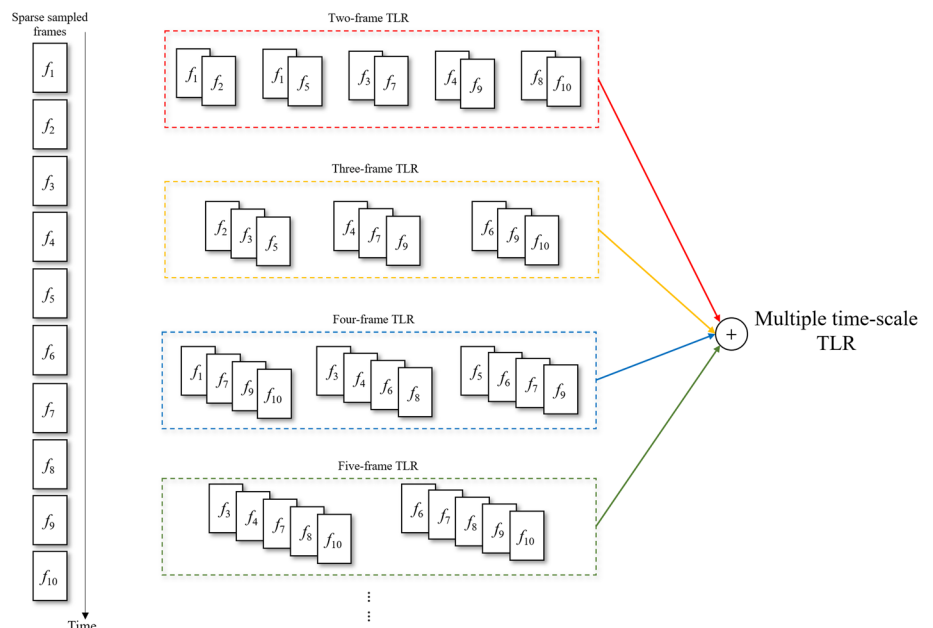 Sparse sampled
frames
f1
f2
f3
f4
f5
f6
f7
f8
f9
f10
Time
Two-frame TLR
f1 f2 f1 f5 f3 f7 f4 f9 f8 f10
Three-frame TLR
f2 f3 f5 f4 f7 f9 f6 f9 f10
Four-frame TLR
f1 f7 f9 f10 f3 f4 f6 f8 f5 f6 f7 f9
Five-frame TLR
f3 f4 f7 f8 f10 f6 f7 f8 f9 f10
⋮
+
Multiple time-scale
TLR